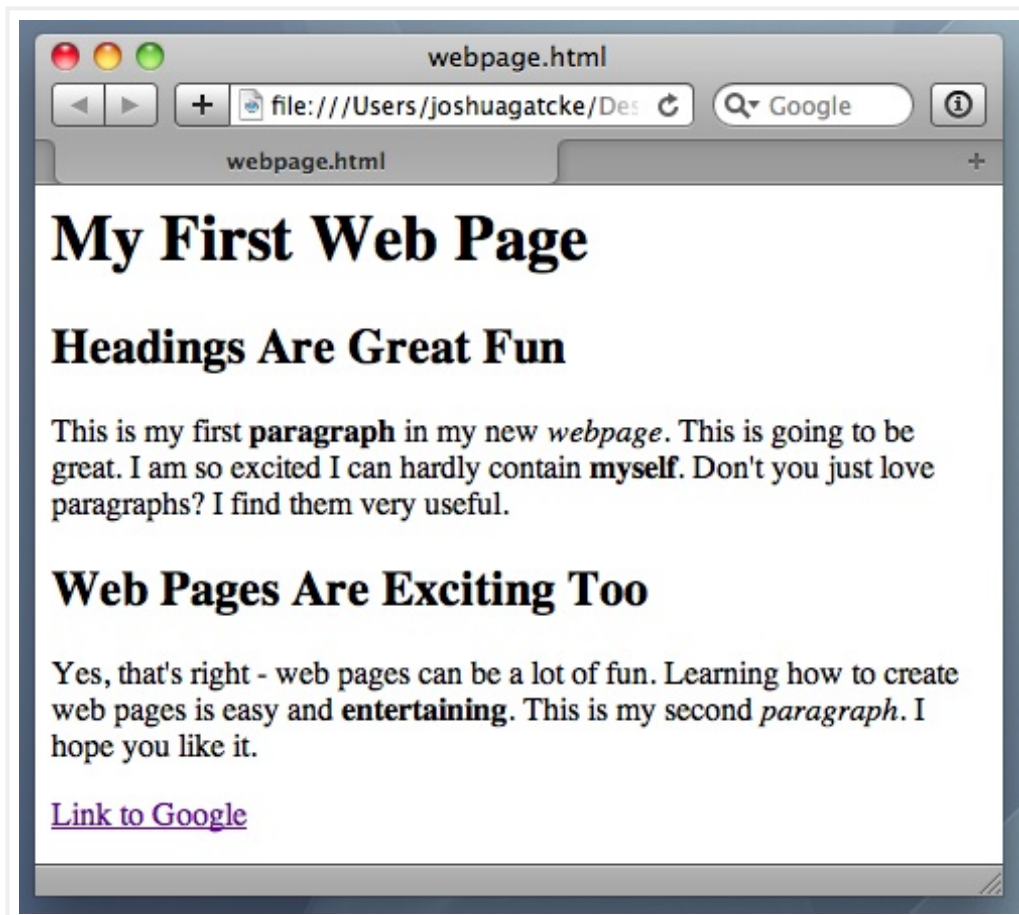 webpage.html
file:///Users/joshuagatcke/Des
Google
webpage.html
My First Web Page
Headings Are Great Fun
This is my first paragraph in my new webpage. This is going to be
great. I am so excited I can hardly contain myself. Don't you just love
paragraphs? I find them very useful.
Web Pages Are Exciting Too
Yes, that's right - web pages can be a lot of fun. Learning how to create
web pages is easy and entertaining. This is my second paragraph. I
hope you like it.
Link to Google